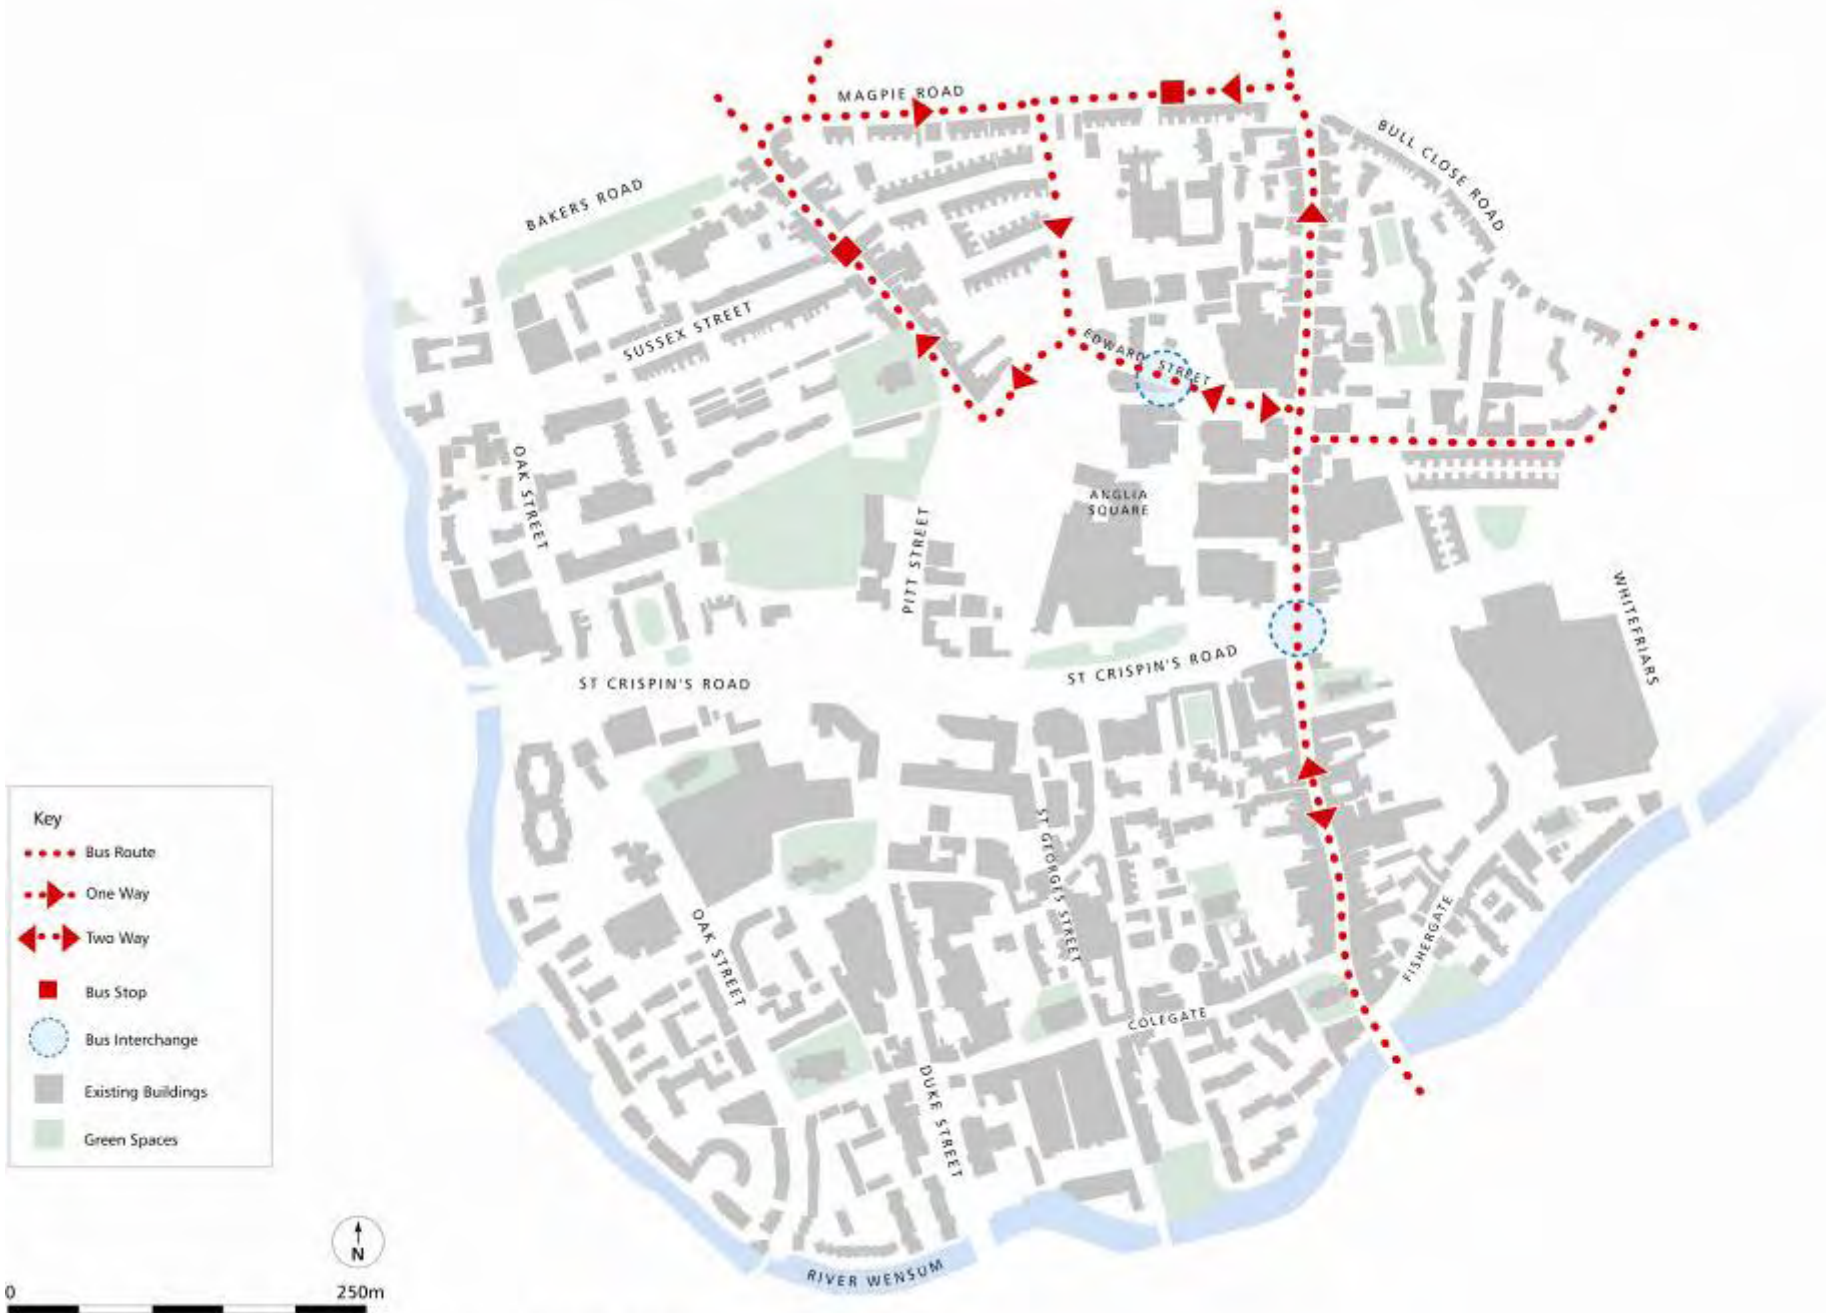 MAGPIE ROAD
BULL CLOSE ROAD
BAKERS ROAD
SUSSEX STREET
EDWARD STREET
OAK STREET
ANGLIA
SQUARE
PITT STREET
WHITEFRIARS
ST CRISPIN'S ROAD
ST CRISPIN'S ROAD
ST GEORGES STREET
OAK STREET
FISHERGATE
COLEGATE
DUKE STREET
RIVER WENSUM
Key
Bus Route
One Way
Two Way
Bus Stop
Bus Interchange
Existing Buildings
Green Spaces
N
0 250m